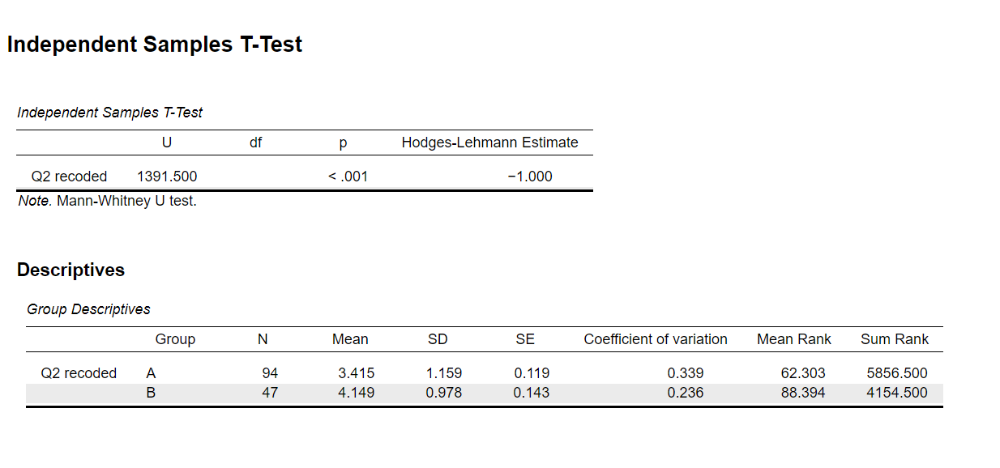 Independent Samples T-Test
Independent Samples T-Test
U df p Hodges-Lehmann Estimate
Q2 recoded 1391.500 < .001 −1.000
Note. Mann-Whitney U test.
Descriptives
Group Descriptives
Group N Mean SD SE Coefficient of variation Mean Rank Sum Rank
Q2 recoded A 94 3.415 1.159 0.119 0.339 62.303 5856.500
B 47 4.149 0.978 0.143 0.236 88.394 4154.500